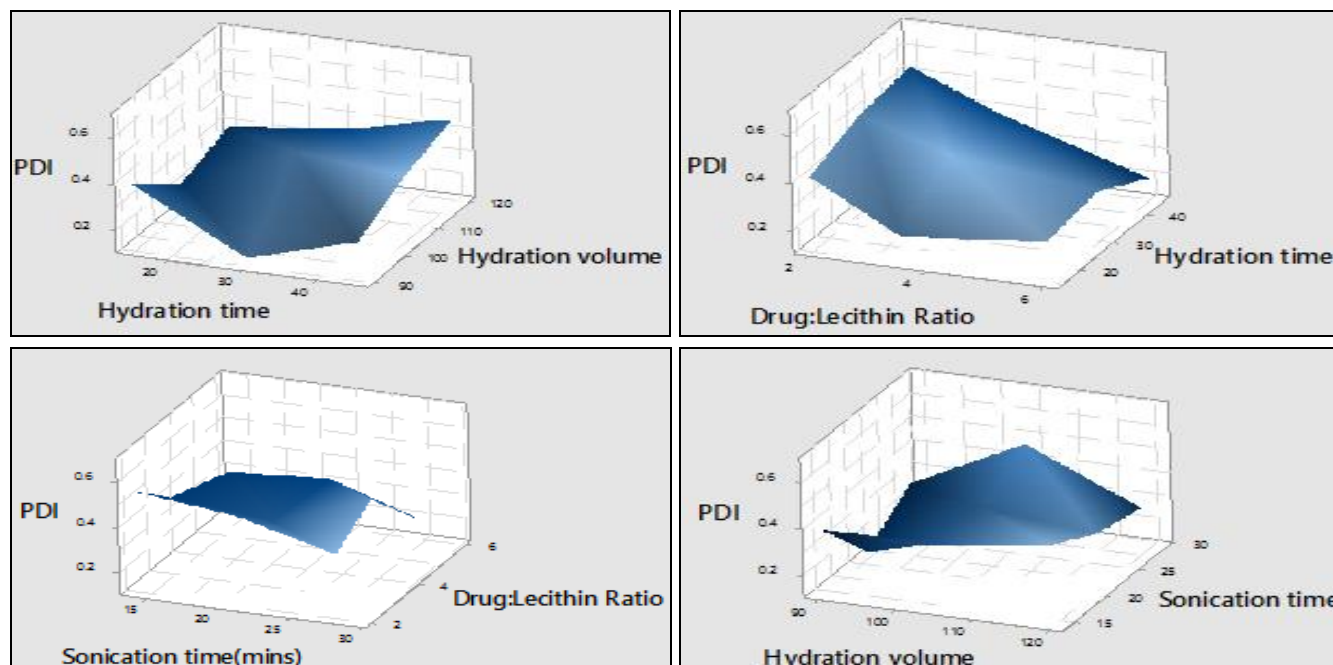 0.6
PDI 0.4
0.2
20 30 40
90 100 110 120
Hydration volume
Hydration time
0.6
PDI 0.4
0.2
2 4 6
20 30 40
Hydration time
Drug:Lecithin Ratio
0.6
PDI 0.4
0.2
15 20 25 30
2 4 6
Drug:Lecithin Ratio
Sonication time(mins)
0.6
PDI 0.4
0.2
90 100 110 120
15 20 25 30
Sonication time
Hydration volume